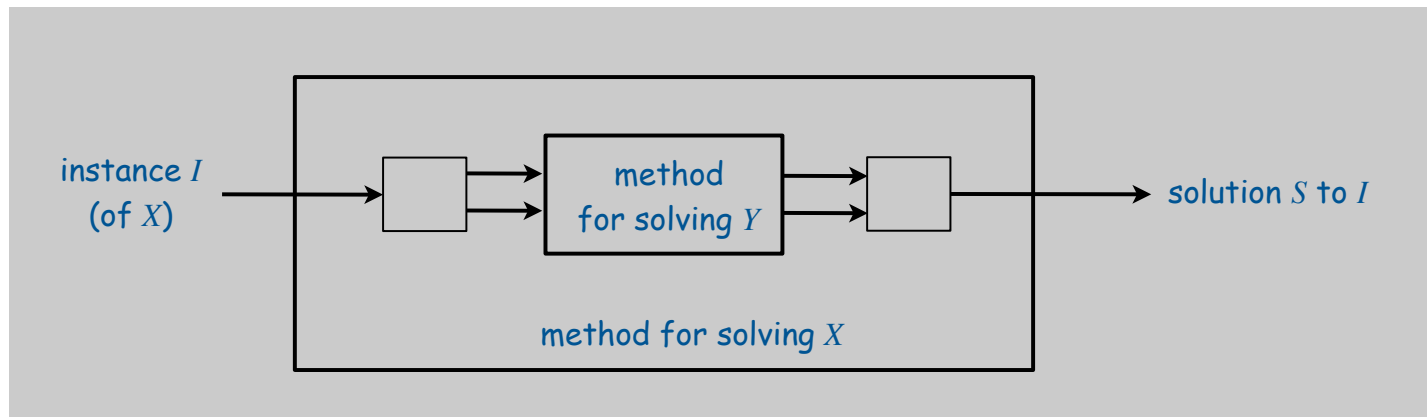 instance I
(of X)
method
for solving Y
solution S to I
method for solving X